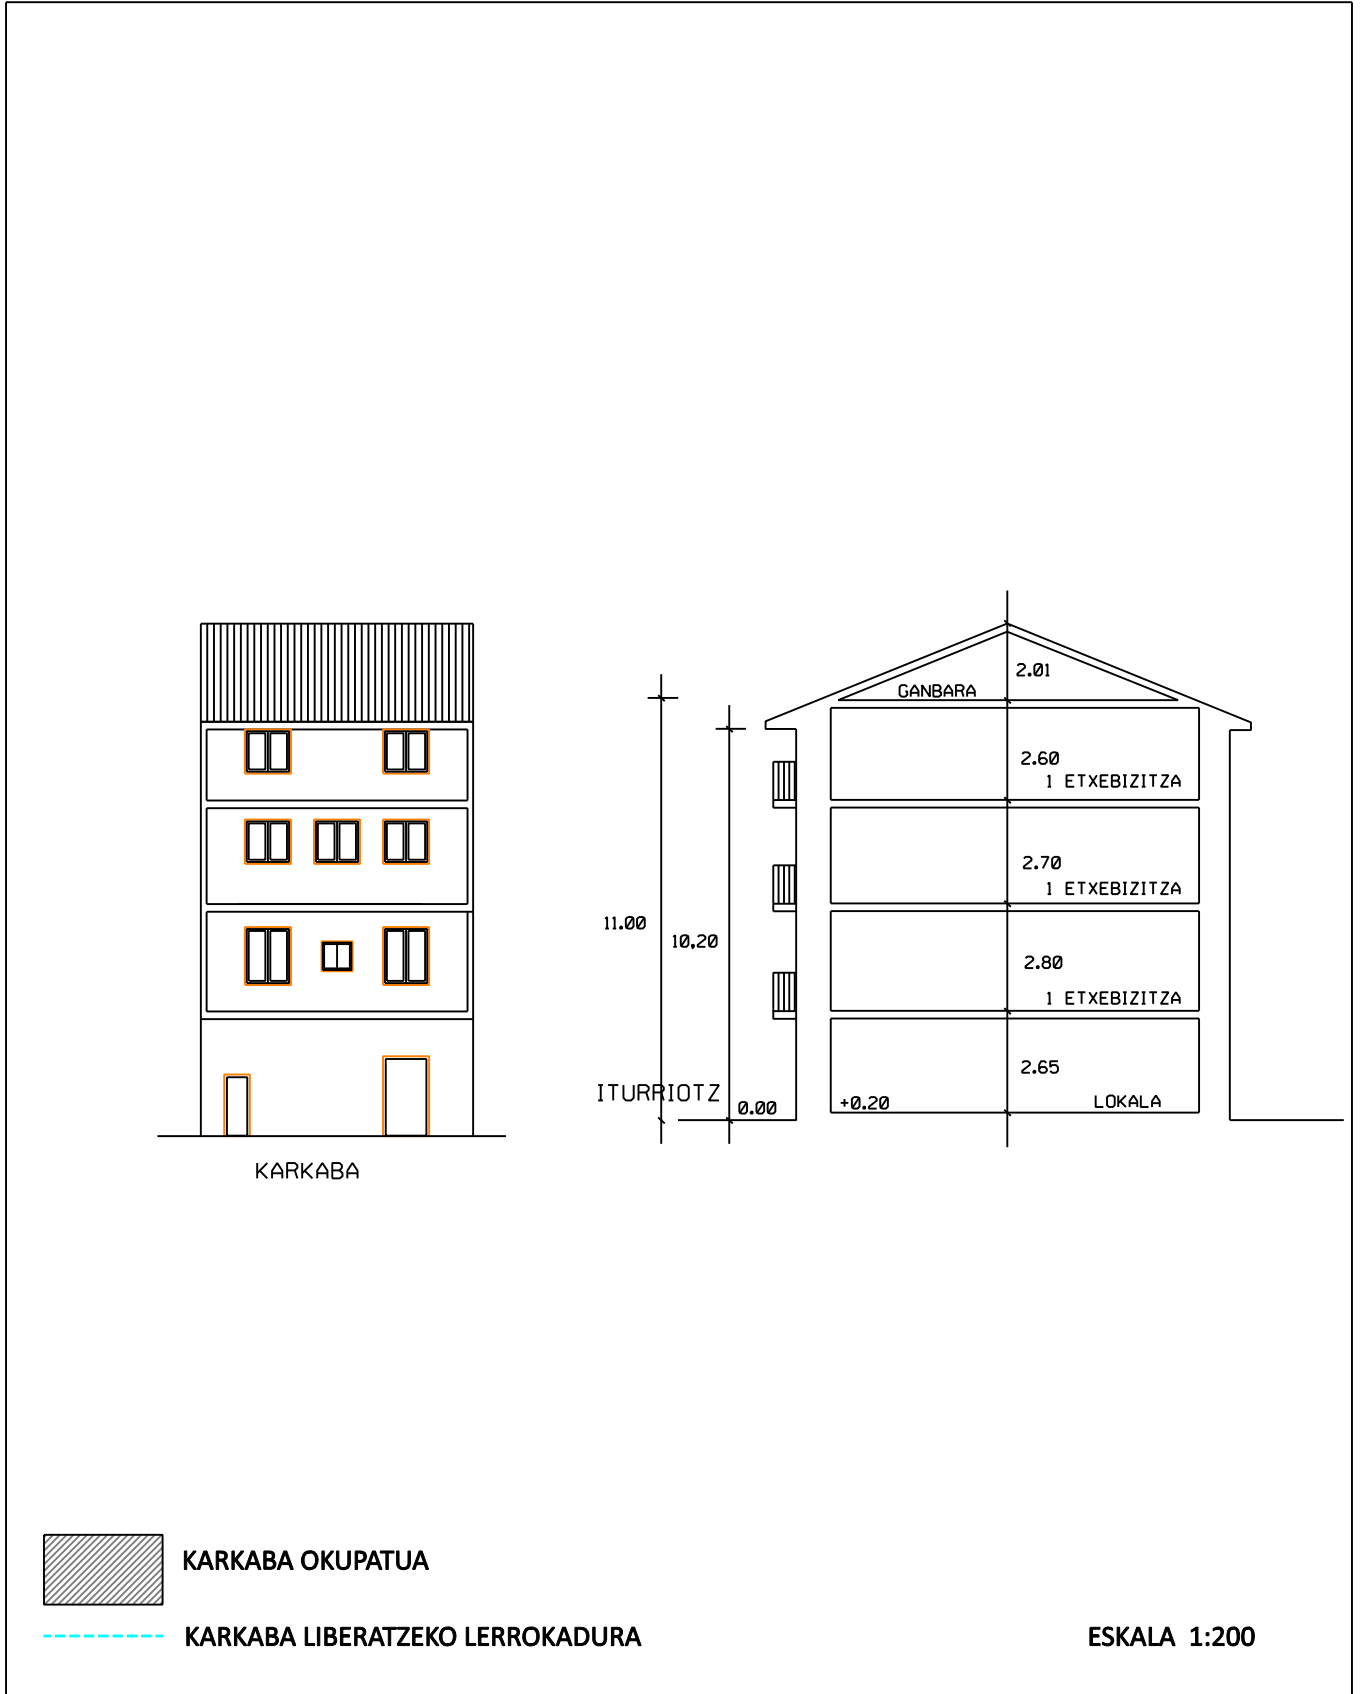 2.01
GANBARA
2.60
1 ETXEBIZITZA
2.70
1 ETXEBIZITZA
11.00
10,20
2.80
1 ETXEBIZITZA
2.65
ITURRIOTZ
0.00
+0.20
LOKALA
KARKABA
KARKABA OKUPATUA
KARKABA LIBERATZEKO LERROKADURA
ESKALA 1:200